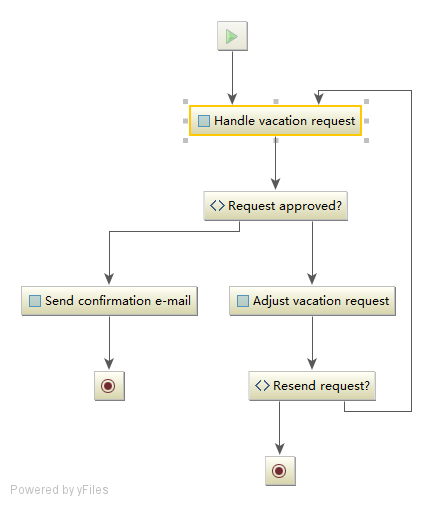 Handle vacation request
Request approved?
Send confirmation e-mail
Adjust vacation request
Resend request?
Powered by yFiles